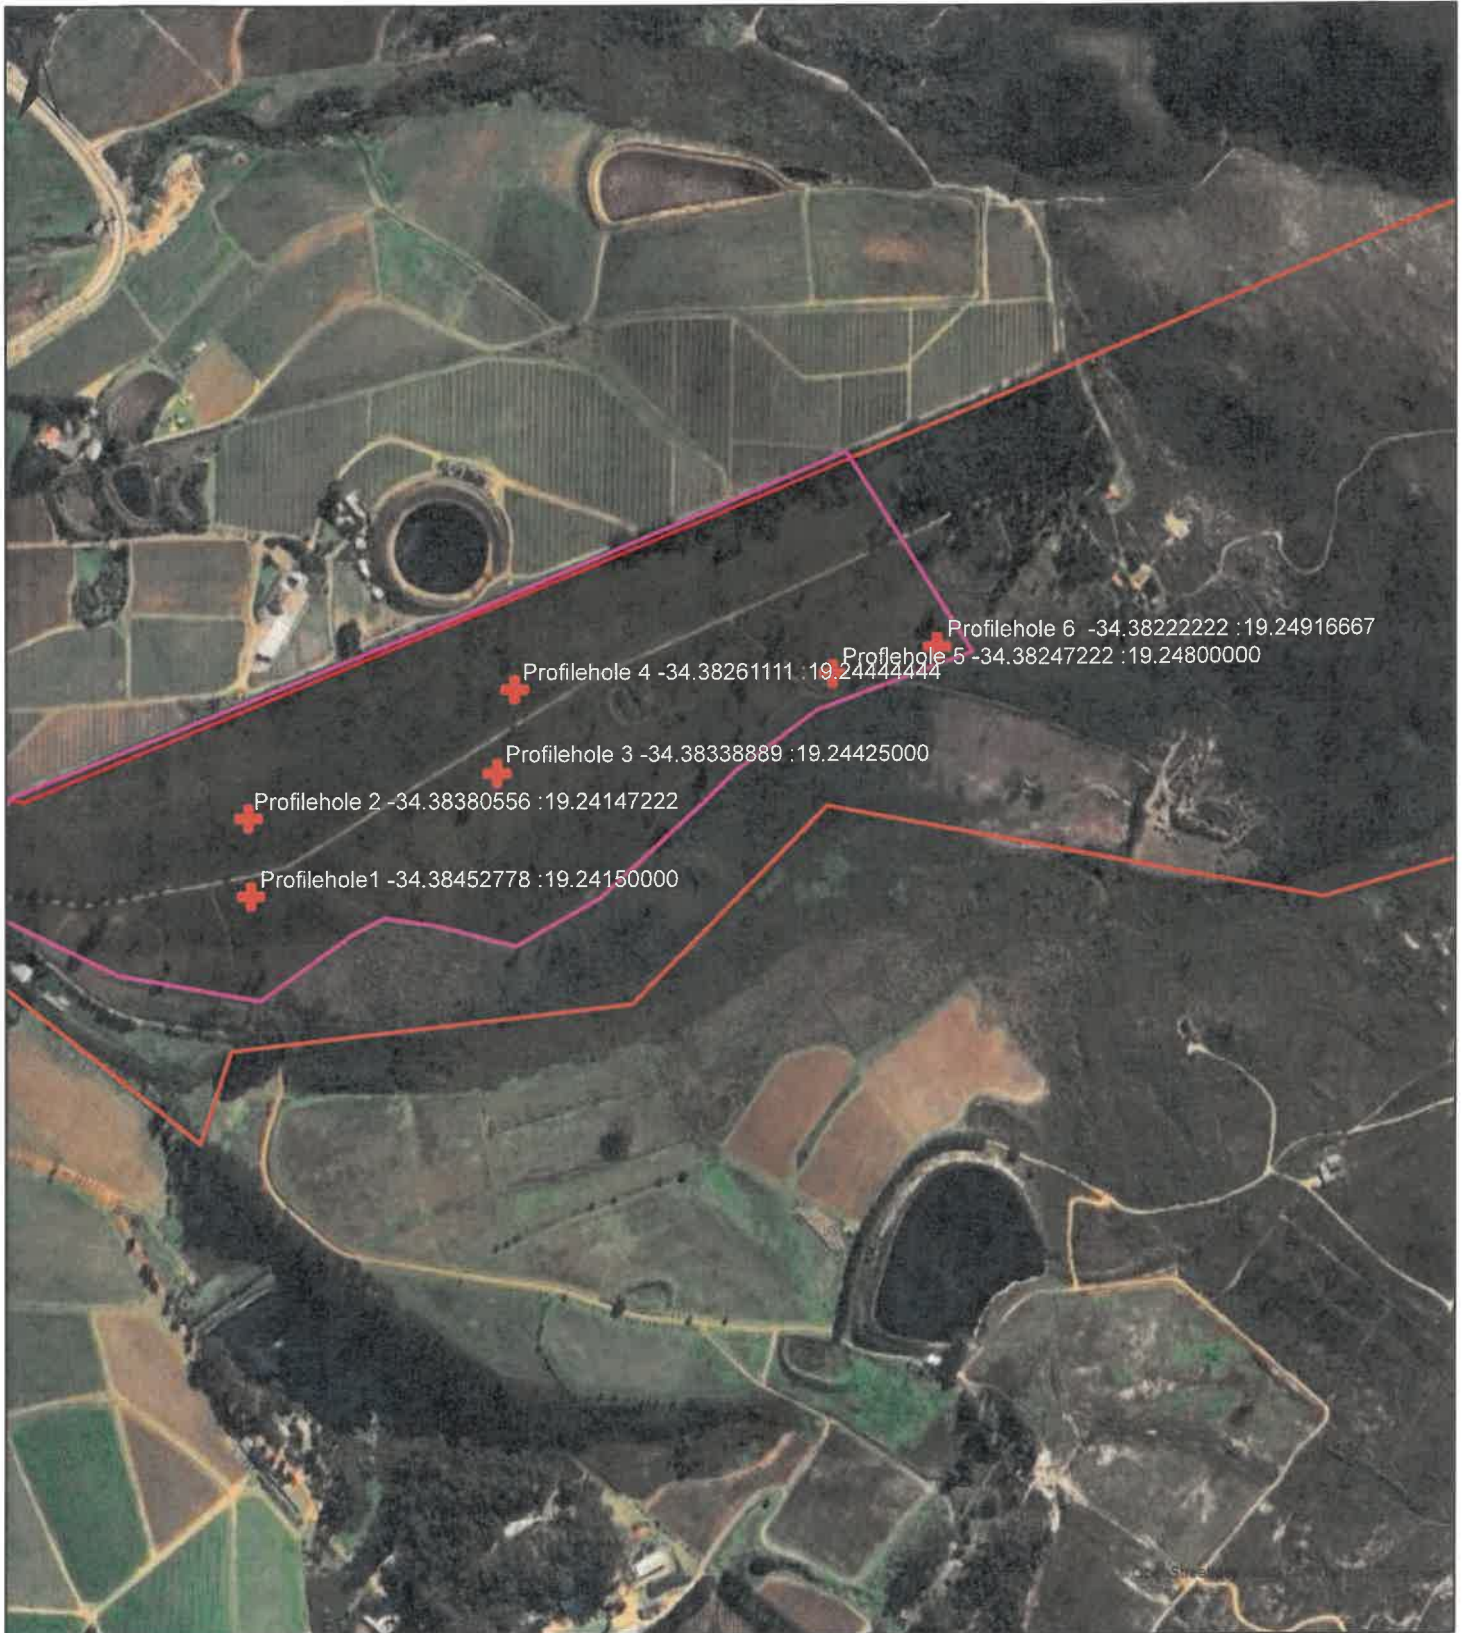 Profilehole 6  -34.38222222 :19.24916667
Proflehole 5 -34.38247222 :19.24800000
Profilehole 4 -34.38261111 :19.24444444
Profilehole 3 -34.38338889 :19.24425000
Profilehole 2 -34.38380556 :19.24147222
Profilehole1 -34.38452778 :19.24150000